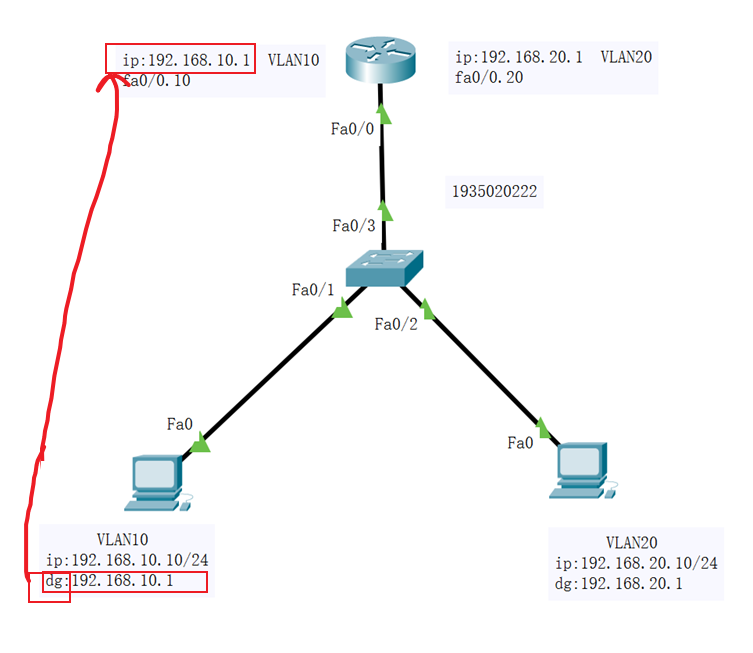 ip:192.168.10.1 VLAN10
fa0/0.10
ip:192.168.20.1 VLAN20
fa0/0.20
Fa0/0
1935020222
Fa0/3
Fa0/1
Fa0/2
Fa0
Fa0
VLAN10
ip:192.168.10.10/24
dg:192.168.10.1
VLAN20
ip:192.168.20.10/24
dg:192.168.20.1